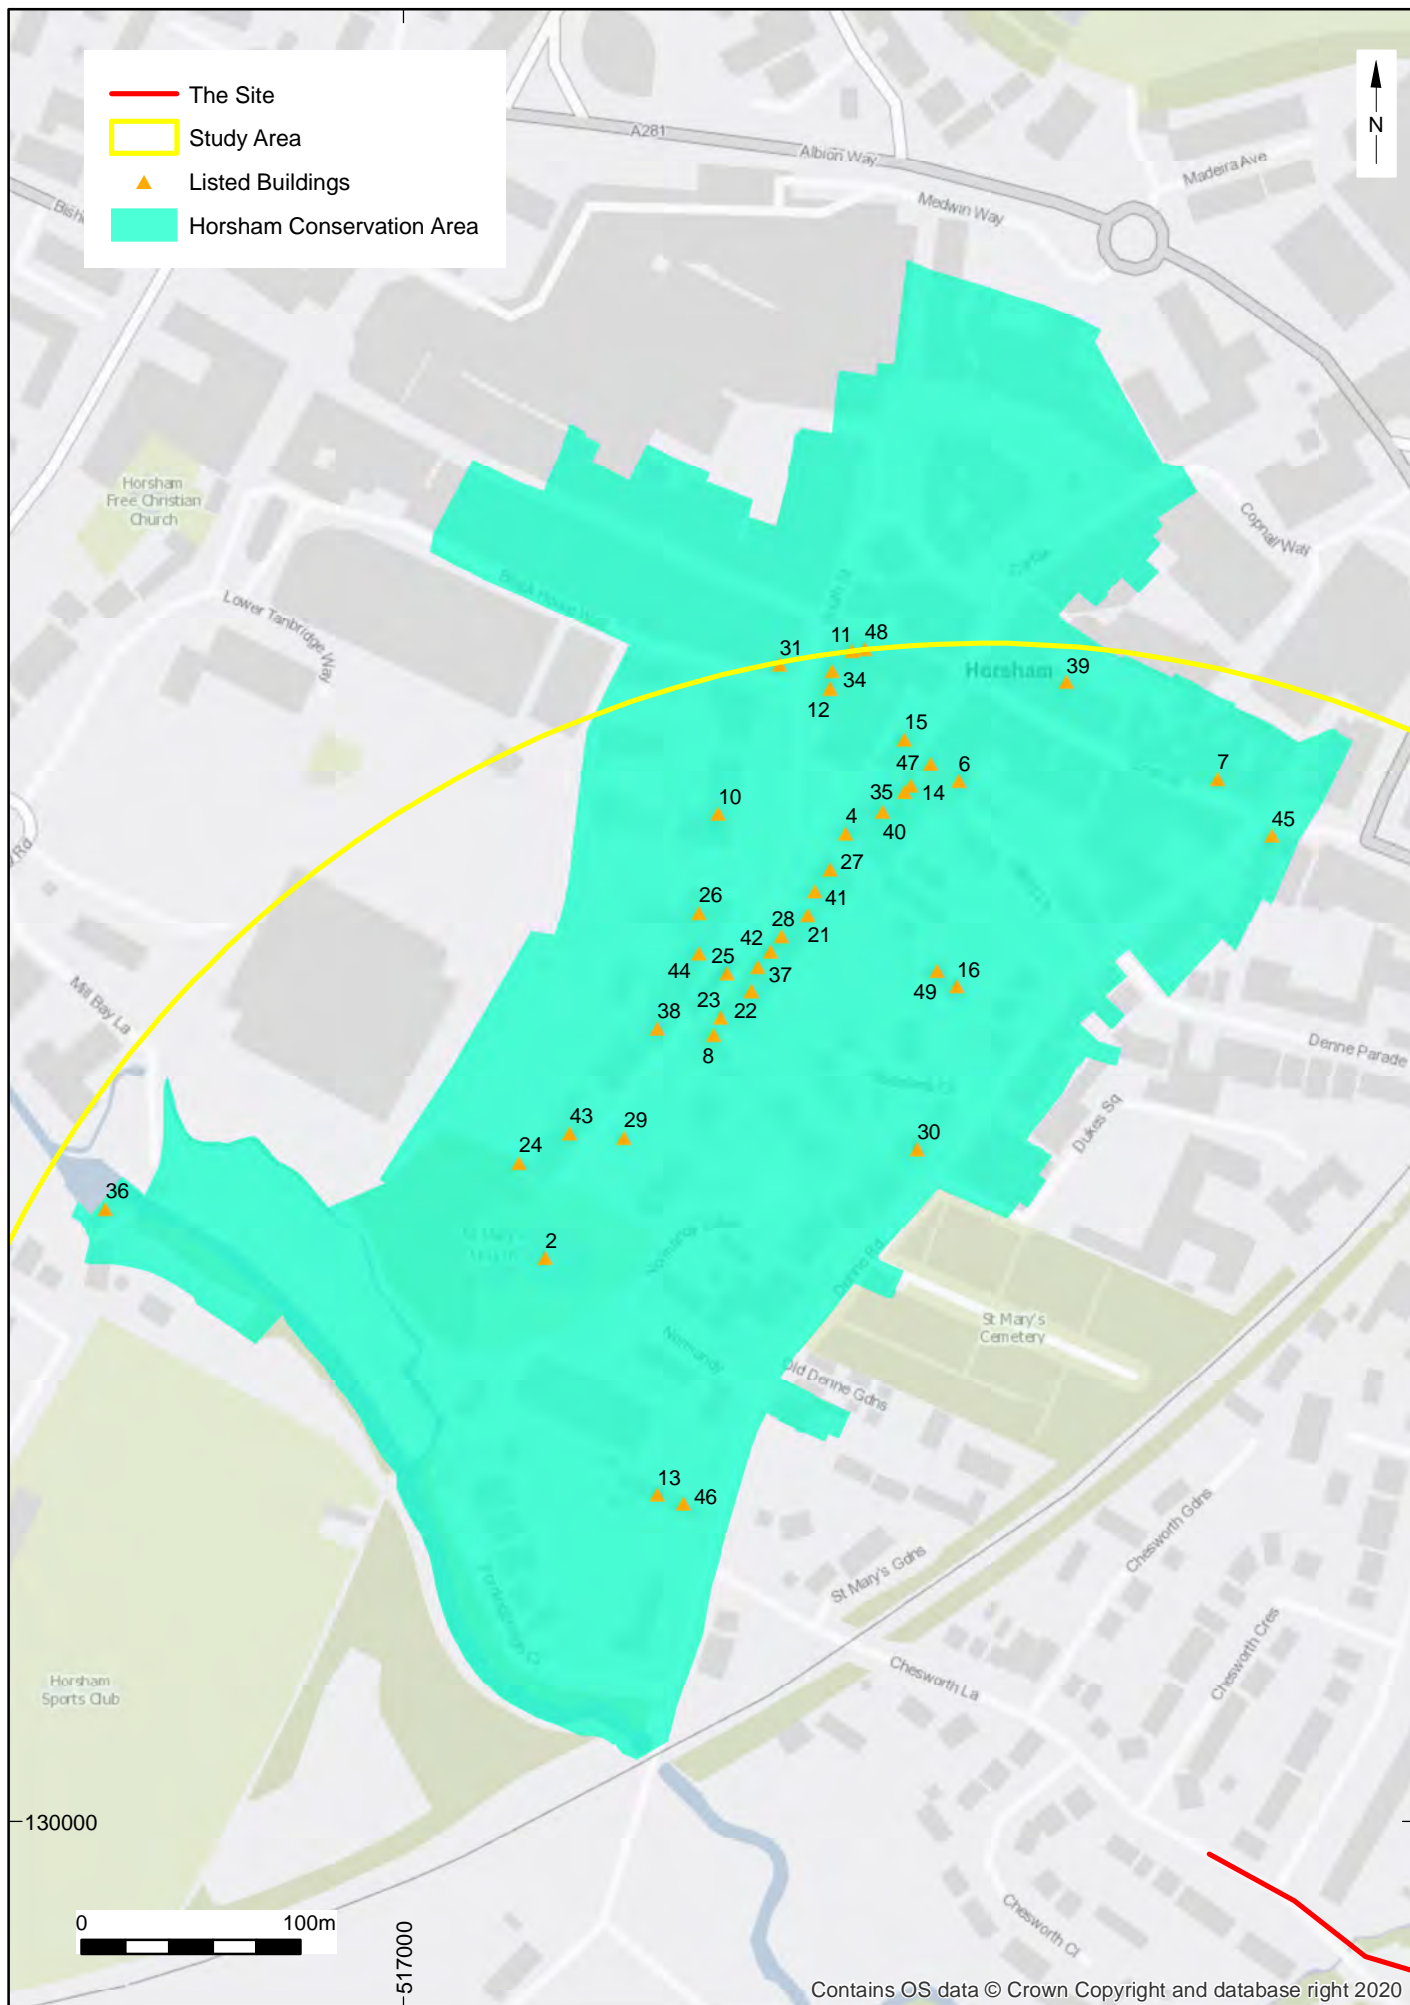 The Site
Study Area
Listed Buildings
Horsham Conservation Area
N
A281
Albion Way
Medwin Way
Madeira Ave
Horsham
Free Christian
Church
Copnall Way
Lower Tanbridge
Way
31
11
48
Horsham
39
34
12
15
47
6
7
35
14
10
4
40
45
27
26
41
28
21
42
44
25
37
16
49
23
22
38
8
Mill Bay La
Denne Parade
Dukes Sq
43
29
24
30
36
2
Denne Rd
St Mary's
Cemetery
Normandy
Old Denne Gdns
13
46
St Mary's Gdns
Chesworth Gdns
Chesworth Cres
Chesworth La
Horsham
Sports Club
130000
Chesworth Cl
0 100m
517000
Contains OS data © Crown Copyright and database right 2020